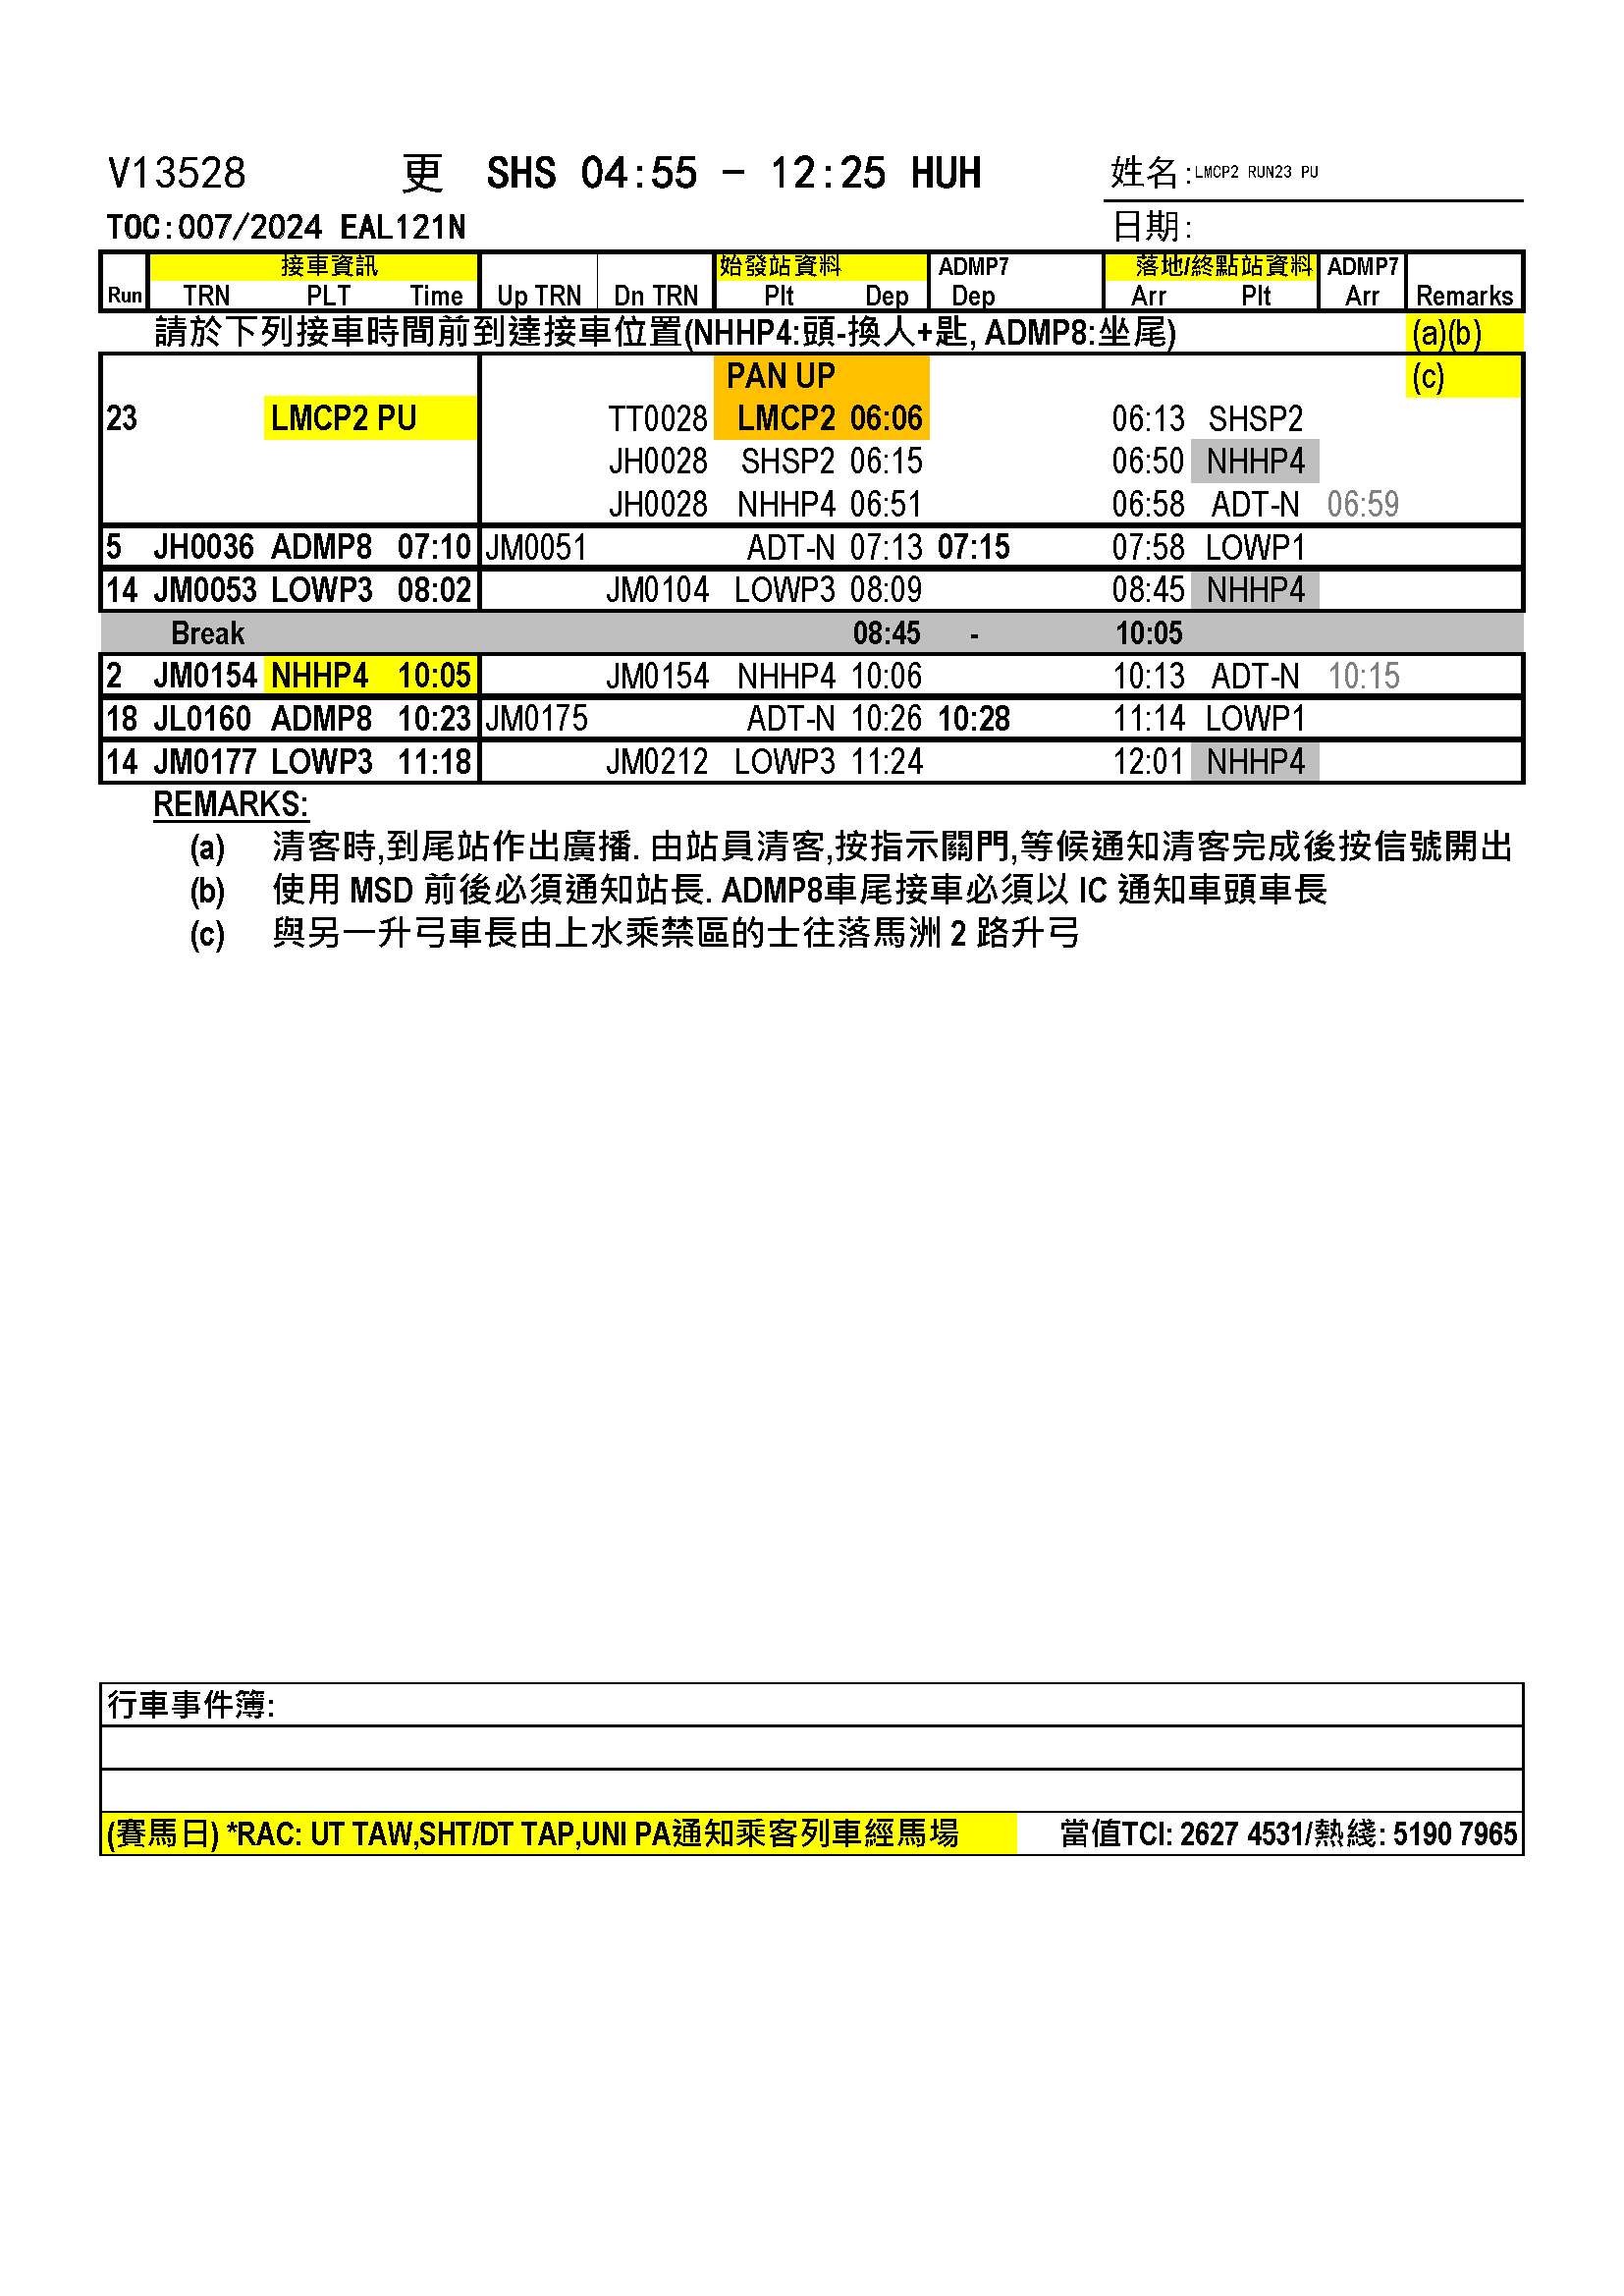 V13528 更 SHS 04:55 - 12:25 HUH 姓名:LMCP2 RUN23 PU
TOC:007/2024 EAL121N 日期:
接車資訊 始發站資料 ADMP7 落地/終點站資料 ADMP7
Run TRN PLT Time Up TRN Dn TRN Plt Dep Dep Arr Plt Arr Remarks
請於下列接車時間前到達接車位置(NHHP4:頭-換人+匙, ADMP8:坐尾) (a)(b)
PAN UP (c)
23 LMCP2 PU TT0028 LMCP2 06:06 06:13 SHSP2
JH0028 SHSP2 06:15 06:50 NHHP4
JH0028 NHHP4 06:51 06:58 ADT-N 06:59
5 JH0036 ADMP8 07:10 JM0051 ADT-N 07:13 07:15 07:58 LOWP1
14 JM0053 LOWP3 08:02 JM0104 LOWP3 08:09 08:45 NHHP4
Break 08:45 - 10:05
2 JM0154 NHHP4 10:05 JM0154 NHHP4 10:06 10:13 ADT-N 10:15
18 JL0160 ADMP8 10:23 JM0175 ADT-N 10:26 10:28 11:14 LOWP1
14 JM0177 LOWP3 11:18 JM0212 LOWP3 11:24 12:01 NHHP4
REMARKS:
(a) 清客時,到尾站作出廣播. 由站員清客,按指示關門,等候通知清客完成後按信號開出
(b) 使用 MSD 前後必須通知站長. ADMP8車尾接車必須以 IC 通知車頭車長
(c) 與另一升弓車長由上水乘禁區的士往落馬洲 2 路升弓
行車事件簿:
(賽馬日) *RAC: UT TAW,SHT/DT TAP,UNI PA通知乘客列車經馬場 當值TCI: 2627 4531/熱綫: 5190 7965